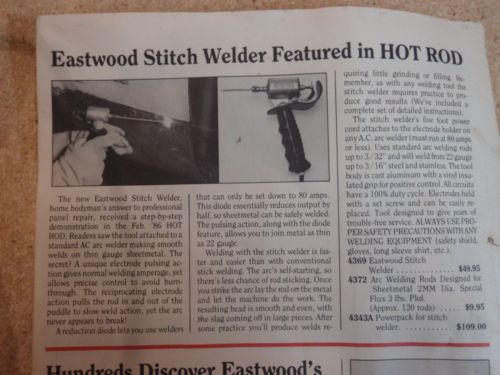 Eastwood Stitch Welder Featured in HOT ROD
The new Eastwood Stitch Welder,
home bodyman's answer to professional
panel repair, received a step-by-step
demonstration in the Feb. '86 HOT
ROD. Readers saw the tool attached to a
standard AC arc welder making smooth
welds on thin gauge sheetmetal. The
secret? A unique electrode pulsing ac-
tion gives normal welding amperage, yet
allows precise control to avoid burn-
through. The reciprocating electrode
action pulls the rod in and out of the
puddle to slow weld action, yet the arc
never appears to break!
A reduction diode lets you use welders
that can only be set down to 80 amps.
This diode essentially reduces output by
half, so sheetmetal can be safely welded.
The pulsing action, along with the diode
feature, allows you to join metal as thin
as 22 gauge.
Welding with the stitch welder is fas-
ter and easier than with conventional
stick welding. The arc's self-starting, so
there's less chance of rod sticking. Once
you strike the arc lay the rod on the metal
and let the machine do the work. The
resulting bead is smooth and even, with
the slag coming off in large pieces. After
some practice you'll produce welds re-
quiring little grinding or filling. Re-
member, as with any welding tool the
stitch welder requires practice to pro-
duce good results (We've included a
complete set of detailed instructions).
The stitch welder's five foot power
cord attaches to the electrode holder on
any A.C. arc welder (must run at 80 amps
or less). Uses standard arc welding rods
up to 3/32" and will weld from 22 gauge
up to 3/16" steel and stainless. The tool
body is cast aluminum with a vinyl insu-
lated grip for positive control. All circuits
have a 100% duty cycle. Electrodes held
with a set screw and can be easily re-
placed. Tool designed to give years of
trouble-free service. ALWAYS USE PRO-
PER SAFETY PRECAUTIONS WITH ANY
WELDING EQUIPMENT (safety shield,
gloves, long sleeve shirt, etc.).
4369 Eastwood Stitch
Welder .............. $49.95
4372 Arc Welding Rods Designed for
Sheetmetal 2MM Dia. Special
Flux 3 lbs. Pkd.
(Approx. 120 rods) ..... $9.95
4343A Powerpack for stitch
welder. ............ $109.00
Hundreds Discover Eastwood's